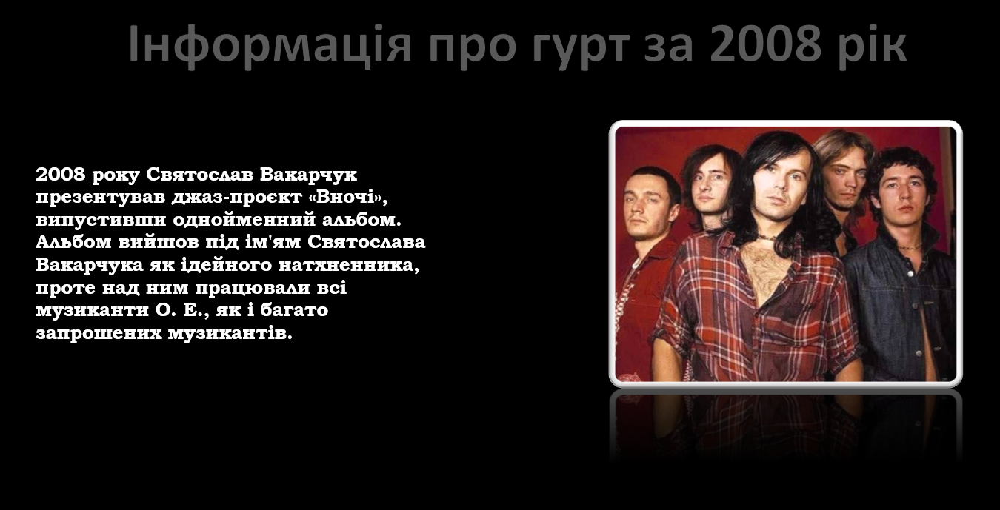 Інформація про гурт за 2008 рік
2008 року Святослав Вакарчук
презентував джаз-проєкт «Вночі»,
випустивши однойменний альбом.
Альбом вийшов під ім'ям Святослава
Вакарчука як ідейного натхненника,
проте над ним працювали всі
музиканти О. Е., як і багато
запрошених музикантів.